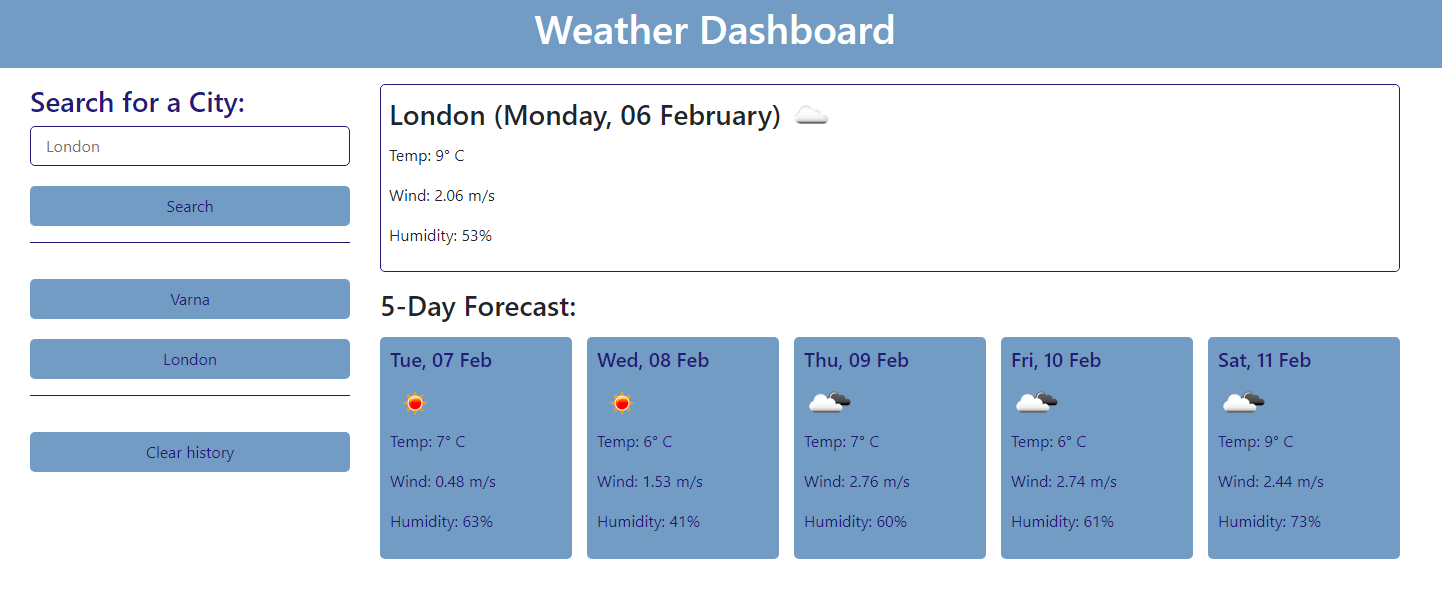 Weather Dashboard
Search for a City:
London
Search
Varna
London
Clear history
London (Monday, 06 February)
Temp: 9° C
Wind: 2.06 m/s
Humidity: 53%
5-Day Forecast:
Tue, 07 Feb
Temp: 7° C
Wind: 0.48 m/s
Humidity: 63%
Wed, 08 Feb
Temp: 6° C
Wind: 1.53 m/s
Humidity: 41%
Thu, 09 Feb
Temp: 7° C
Wind: 2.76 m/s
Humidity: 60%
Fri, 10 Feb
Temp: 6° C
Wind: 2.74 m/s
Humidity: 61%
Sat, 11 Feb
Temp: 9° C
Wind: 2.44 m/s
Humidity: 73%